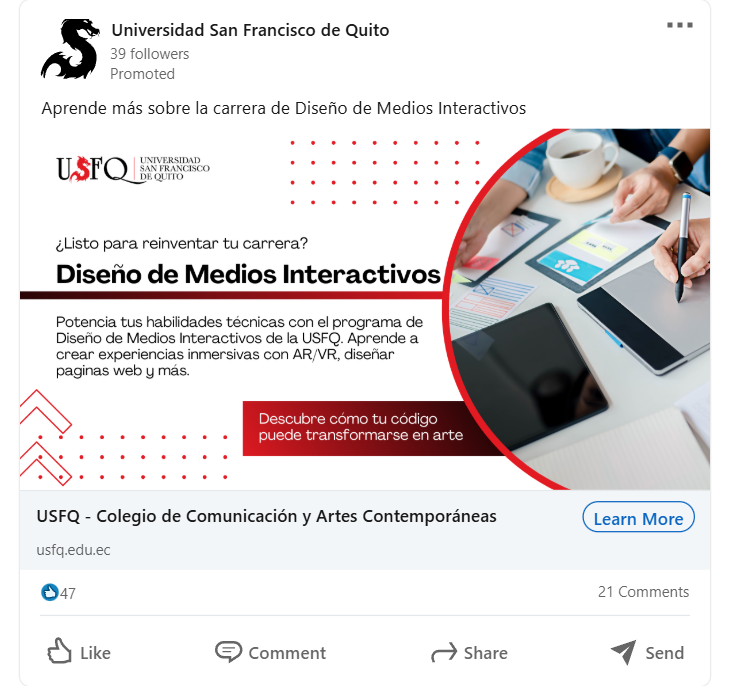 Universidad San Francisco de Quito
39 followers
Promoted
Aprende más sobre la carrera de Diseño de Medios Interactivos
USFQ
UNIVERSIDAD
SAN FRANCISCO
DE QUITO
¿Listo para reinventar tu carrera?
Diseño de Medios Interactivos
Potencia tus habilidades técnicas con el programa de
Diseño de Medios Interactivos de la USFQ. Aprende a
crear experiencias inmersivas con AR/VR, diseñar
paginas web y más.
Descubre cómo tu código
puede transformarse en arte
USFQ - Colegio de Comunicación y Artes Contemporáneas
Learn More
usfq.edu.ec
47
21 Comments
Like
Comment
Share
Send